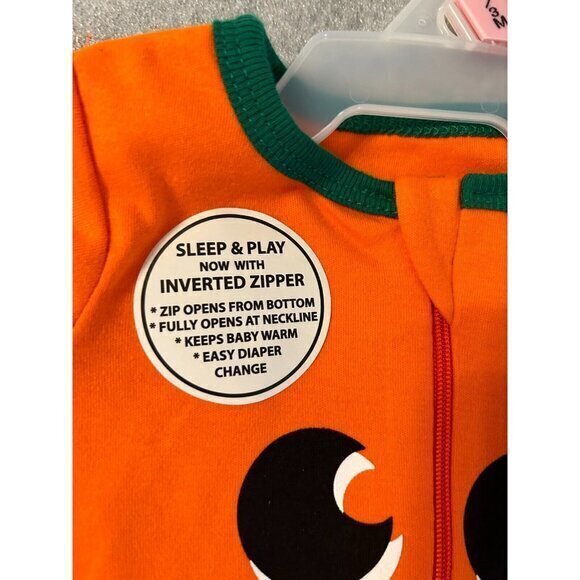 SLEEP & PLAY
NOW WITH
INVERTED ZIPPER
* ZIP OPENS FROM BOTTOM
* FULLY OPENS AT NECKLINE
* KEEPS BABY WARM
* EASY DIAPER
CHANGE